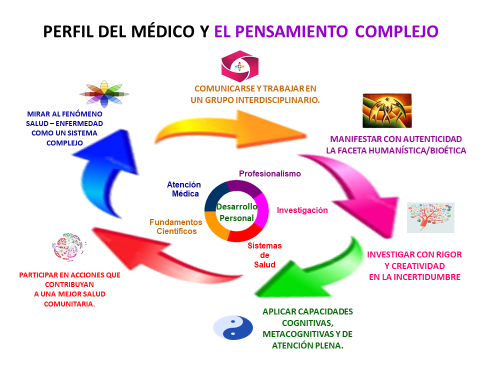 PERFIL DEL MÉDICO Y EL PENSAMIENTO COMPLEJO
COMUNICARSE Y TRABAJAR EN
UN GRUPO INTERDISCIPLINARIO.
MANIFESTAR CON AUTENTICIDAD
LA FACETA HUMANÍSTICA/BIOÉTICA
INVESTIGAR CON RIGOR
Y CREATIVIDAD
EN LA INCERTIDUMBRE
APLICAR CAPACIDADES
COGNITIVAS,
METACOGNITIVAS Y DE
ATENCIÓN PLENA.
PARTICIPAR EN ACCIONES QUE
CONTRIBUYAN
A UNA MEJOR SALUD
COMUNITARIA.
MIRAR AL FENÓMENO
SALUD – ENFERMEDAD
COMO UN SISTEMA
COMPLEJO
Profesionalismo
Investigación
Sistemas
de
Salud
Fundamentos
Científicos
Atención
Médica
Desarrollo
Personal